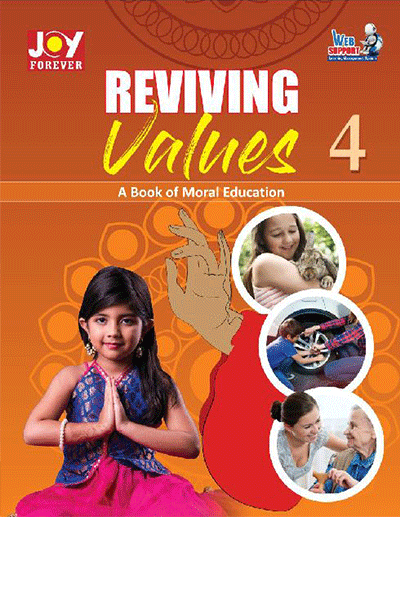 JOY
FOREVER
WEB
SUPPORT
REVIVING
Values 4
A Book of Moral Education